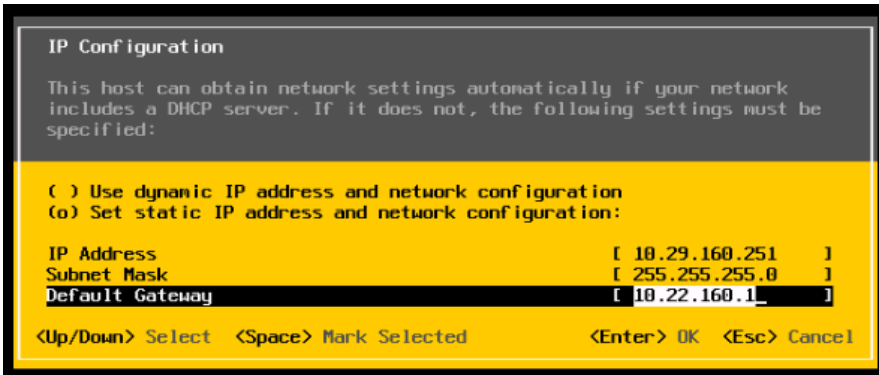 IP Configuration
This host can obtain network settings automatically if your network
includes a DHCP server. If it does not, the following settings must be
specified:
( ) Use dynamic IP address and network configuration
(o) Set static IP address and network configuration:
IP Address [ 10.29.160.251 ]
Subnet Mask [ 255.255.255.0 ]
Default Gateway [ 10.22.160.1_ ]
<Up/Down> Select <Space> Mark Selected <Enter> OK <Esc> Cancel